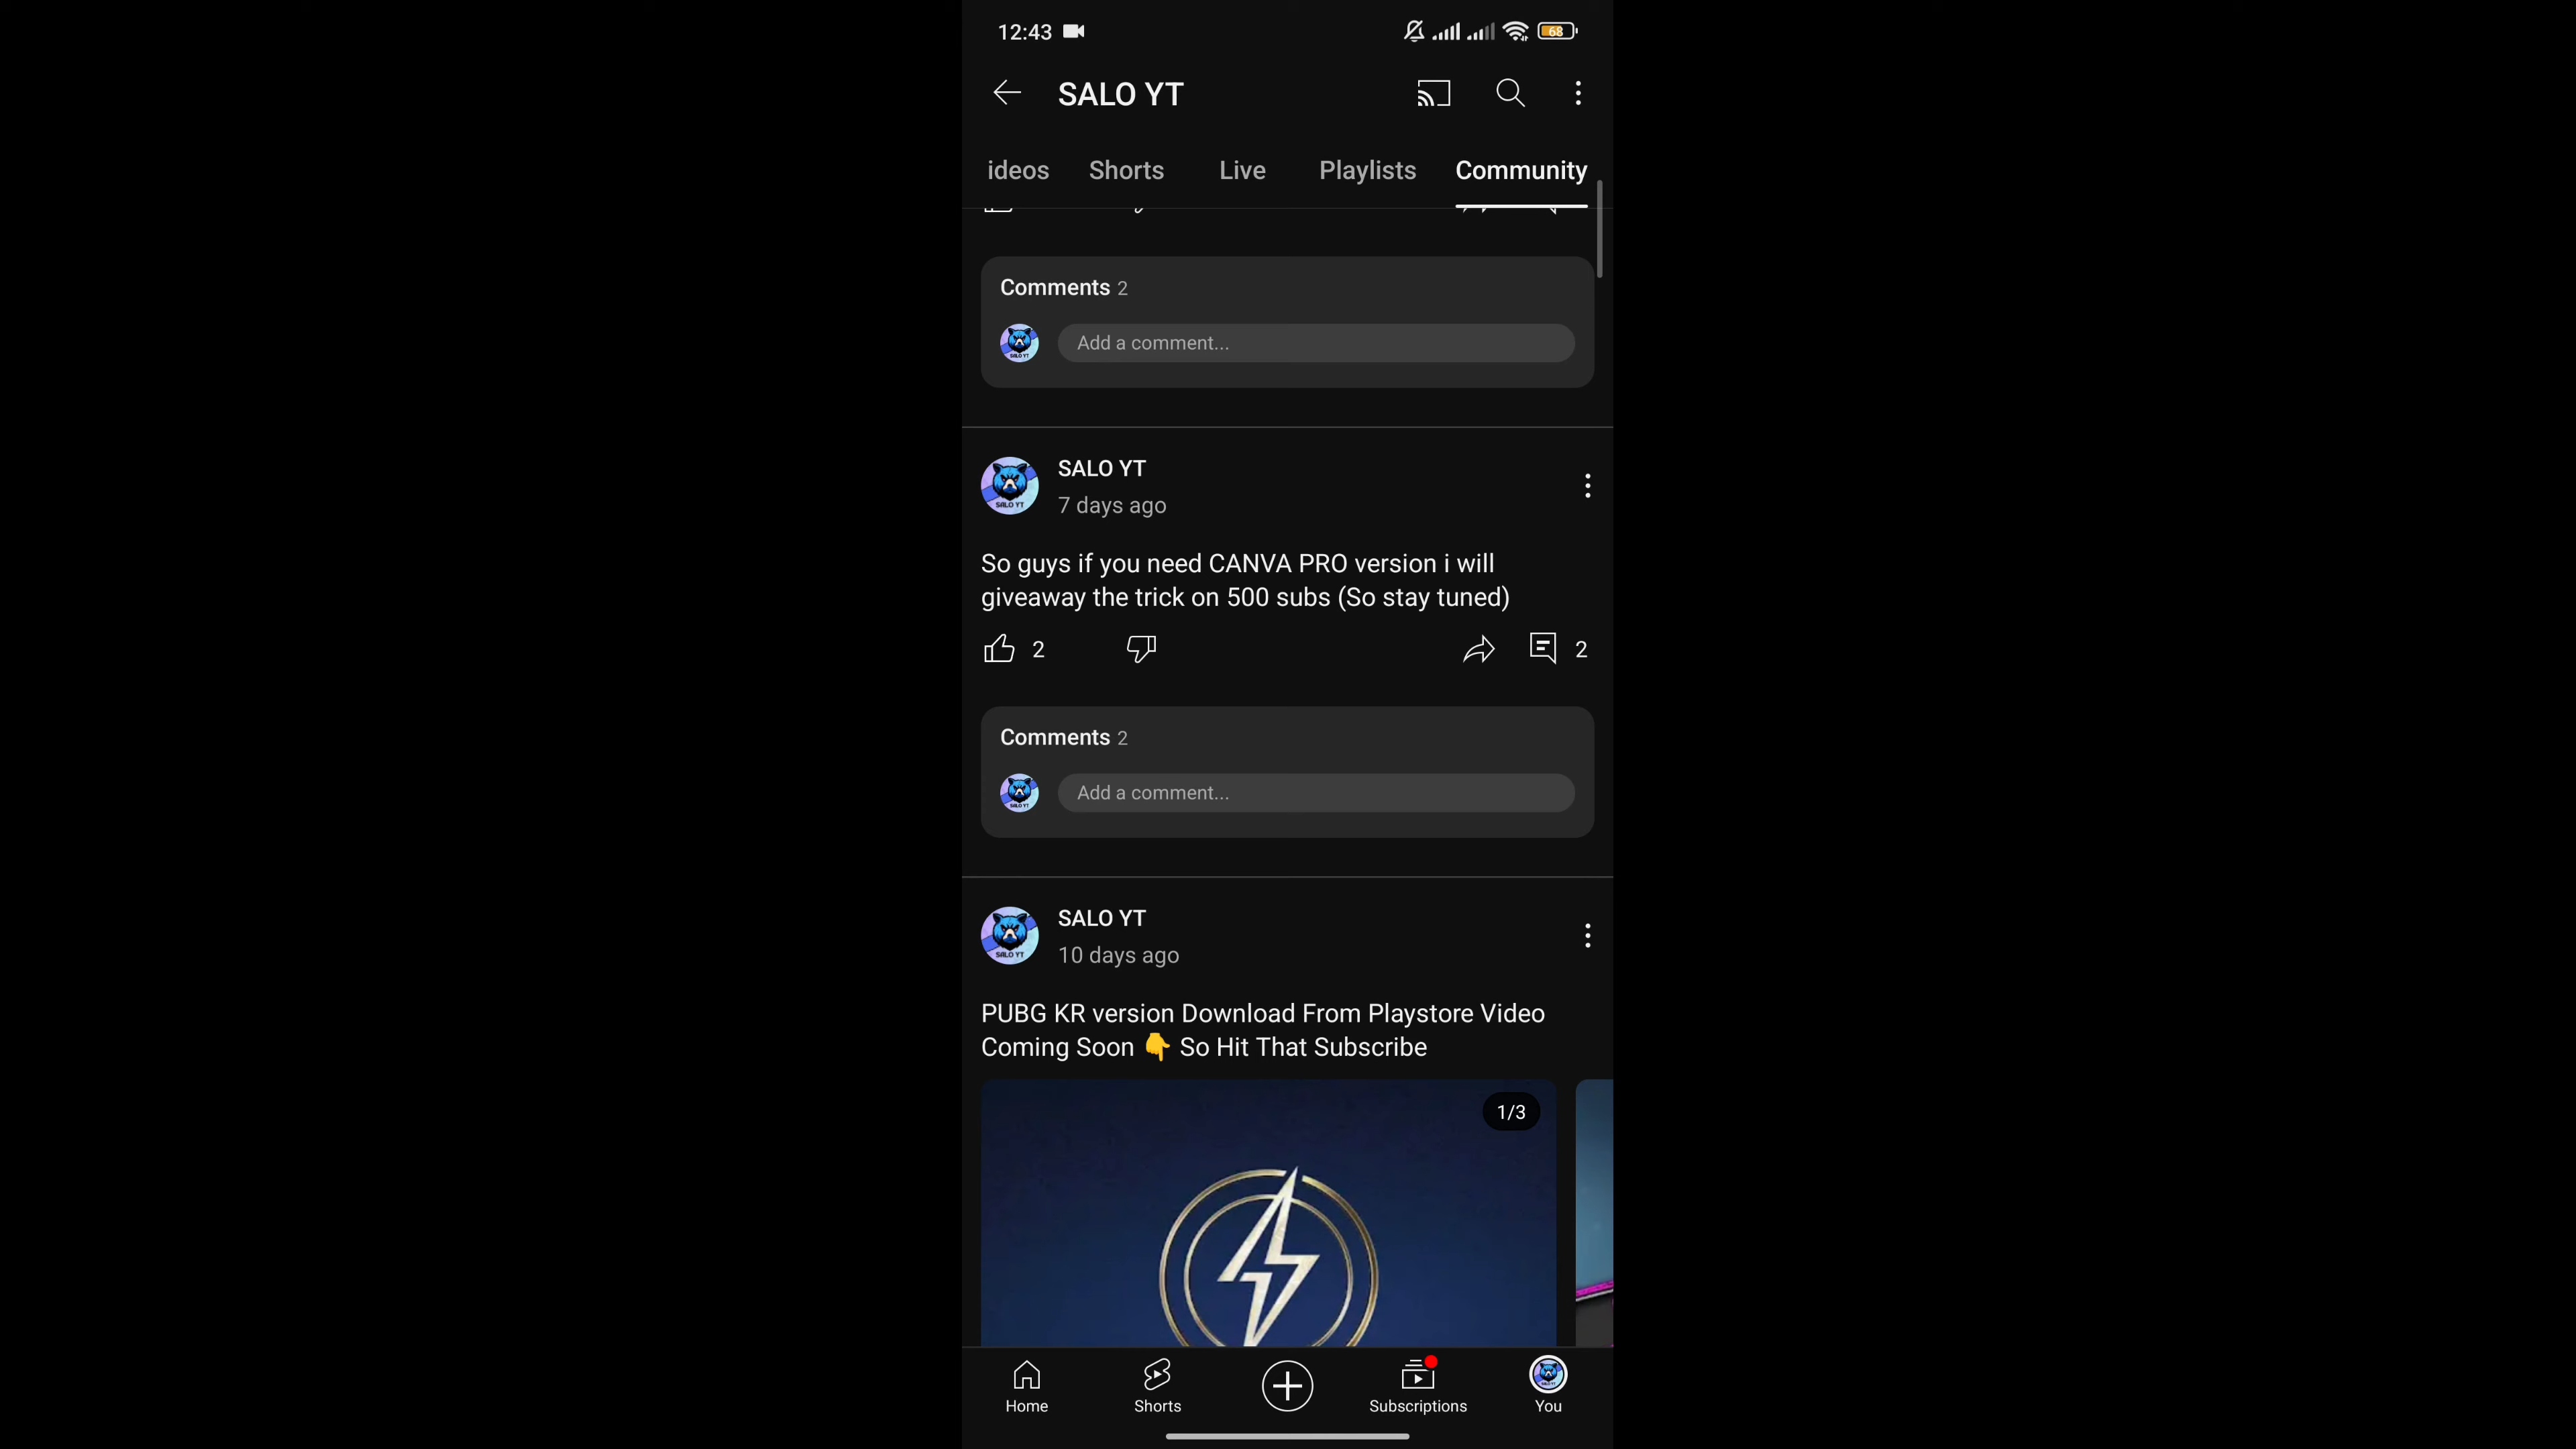 12:43
68
SALO YT
ideos Shorts Live Playlists Community
Comments 2
Add a comment...
SALO YT
7 days ago
So guys if you need CANVA PRO version i will
giveaway the trick on 500 subs (So stay tuned)
2 2
Comments 2
Add a comment...
SALO YT
10 days ago
PUBG KR version Download From Playstore Video
Coming Soon 👇 So Hit That Subscribe
1/3
Home Shorts Subscriptions You